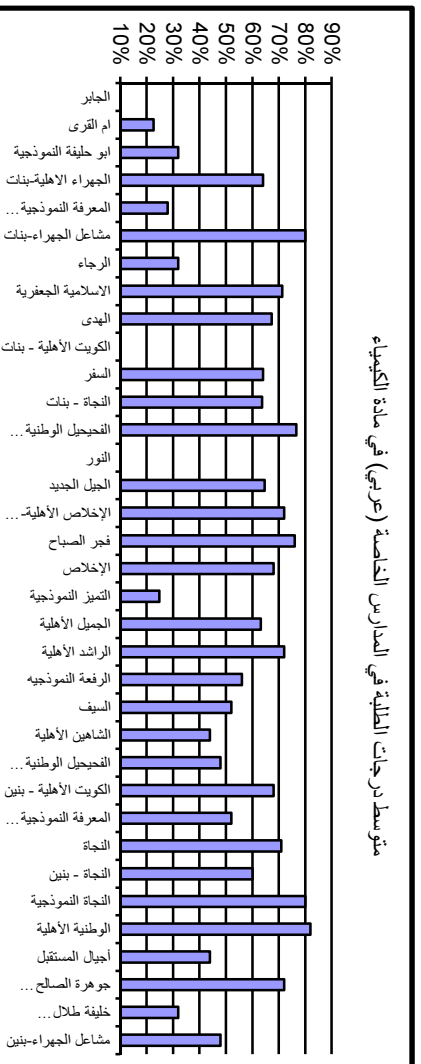 متوسط درجات الطلبة في المدارس الخاصة (عربي) في مادة الكيمياء
90%
80%
70%
60%
50%
40%
30%
20%
10%
الجابر
ام القرى
ابو حليفة النموذجية
الجهراء الاهلية-بنات
المعرفة النموذجية...
مشاعل الجهراء-بنات
الرجاء
الاسلامية الجعفرية
الهدى
الكويت الأهلية - بنات
السفر
النجاة - بنات
الفحيحيل الوطنية...
النور
الجيل الجديد
الإخلاص الأهلية-...
فجر الصباح
الإخلاص
التميز النموذجية
الجميل الأهلية
الراشد الأهلية
الرفعة النموذجيه
السيف
الشاهين الأهلية
الفحيحيل الوطنية...
الكويت الأهلية - بنين
المعرفة النموذجية...
النجاة
النجاة - بنين
النجاة النموذجية
الوطنية الأهلية
أجيال المستقبل
جوهرة الصالح...
خليفة طلال...
مشاعل الجهراء-بنين